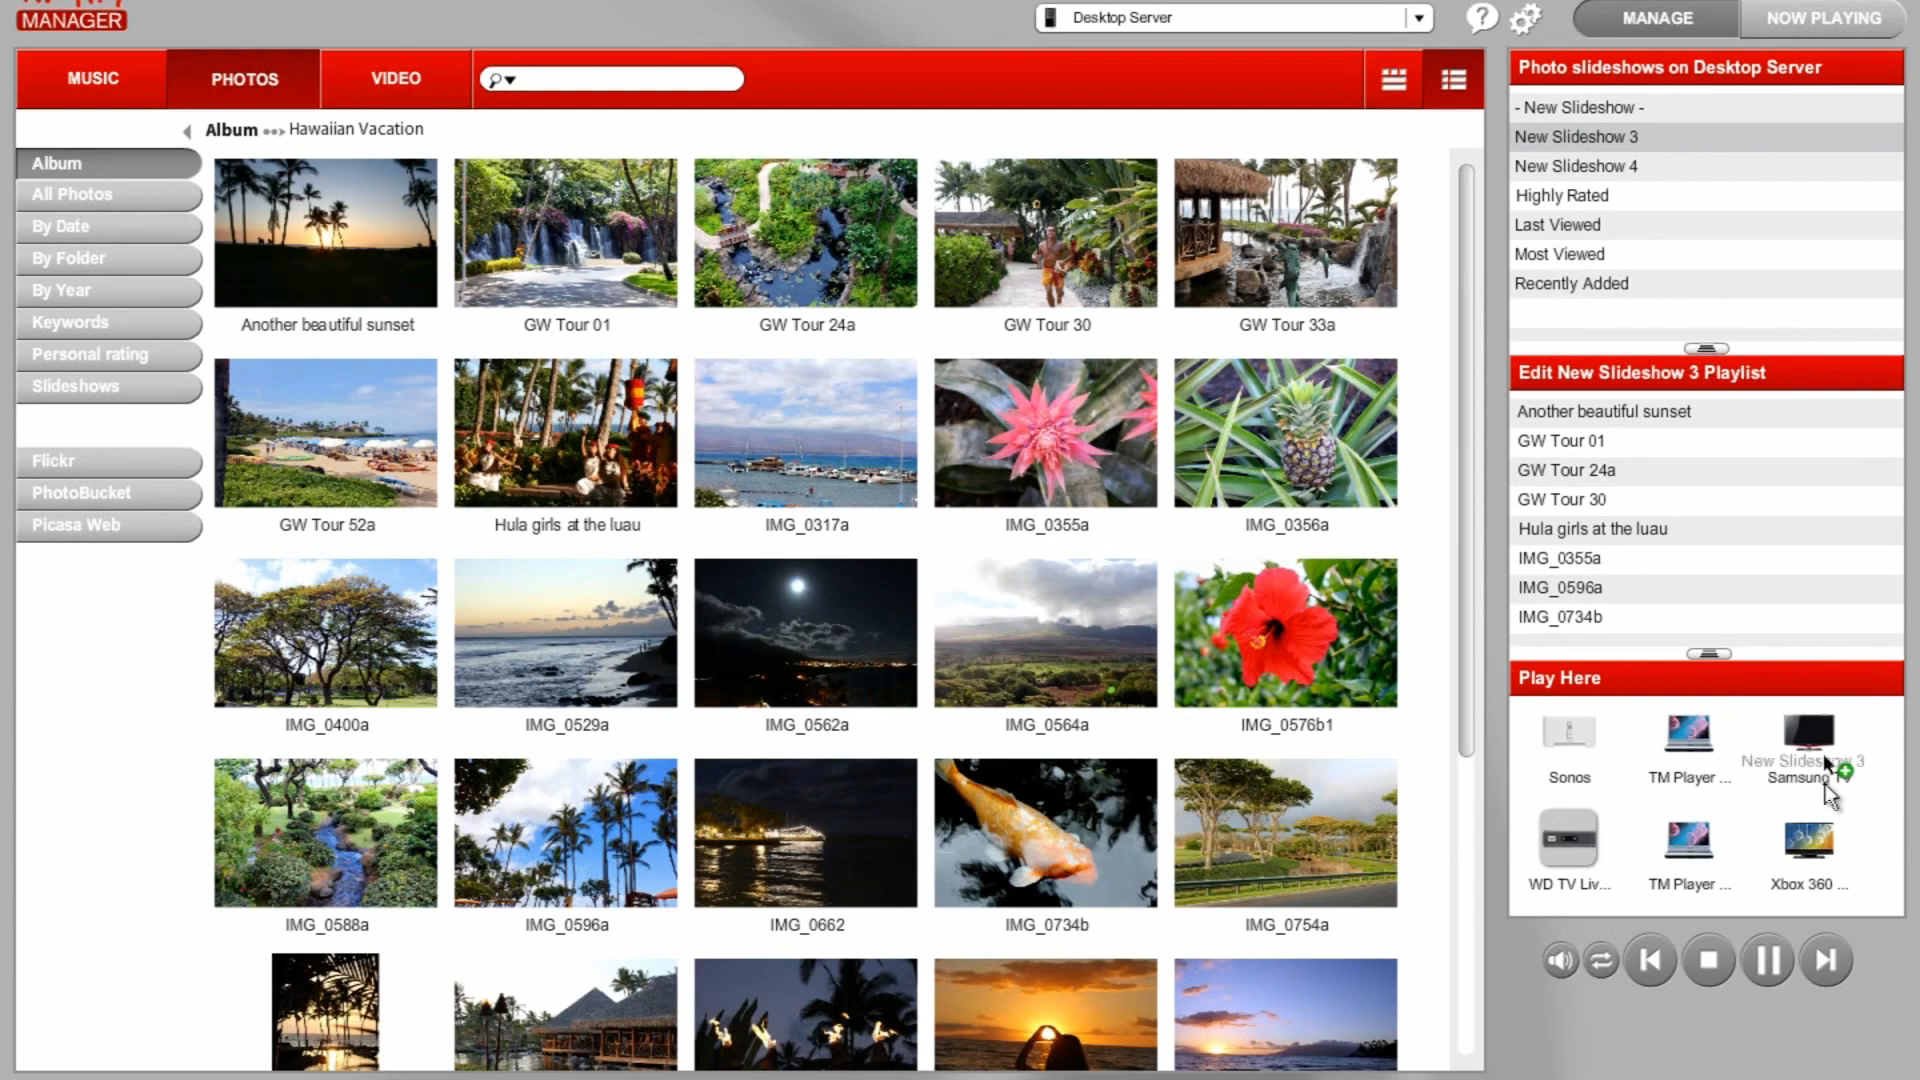 MANAGER
Desktop Server
MANAGE
NOW PLAYING
MUSIC
PHOTOS
VIDEO
Album
Hawaiian Vacation
Album
All Photos
By Date
By Folder
By Year
Keywords
Personal rating
Slideshows
Flickr
PhotoBucket
Picasa Web
Another beautiful sunset
GW Tour 01
GW Tour 24a
GW Tour 30
GW Tour 33a
GW Tour 52a
Hula girls at the luau
IMG_0317a
IMG_0355a
IMG_0356a
IMG_0400a
IMG_0529a
IMG_0562a
IMG_0564a
IMG_0576b1
IMG_0588a
IMG_0596a
IMG_0662
IMG_0734b
IMG_0754a
Photo slideshows on Desktop Server
- New Slideshow -
New Slideshow 3
New Slideshow 4
Highly Rated
Last Viewed
Most Viewed
Recently Added
Edit New Slideshow 3 Playlist
Another beautiful sunset
GW Tour 01
GW Tour 24a
GW Tour 30
Hula girls at the luau
IMG_0355a
IMG_0596a
IMG_0734b
Play Here
Sonos
TM Player ...
New Slideshow 3
Samsung TV
WD TV Liv...
TM Player ...
Xbox 360 ...